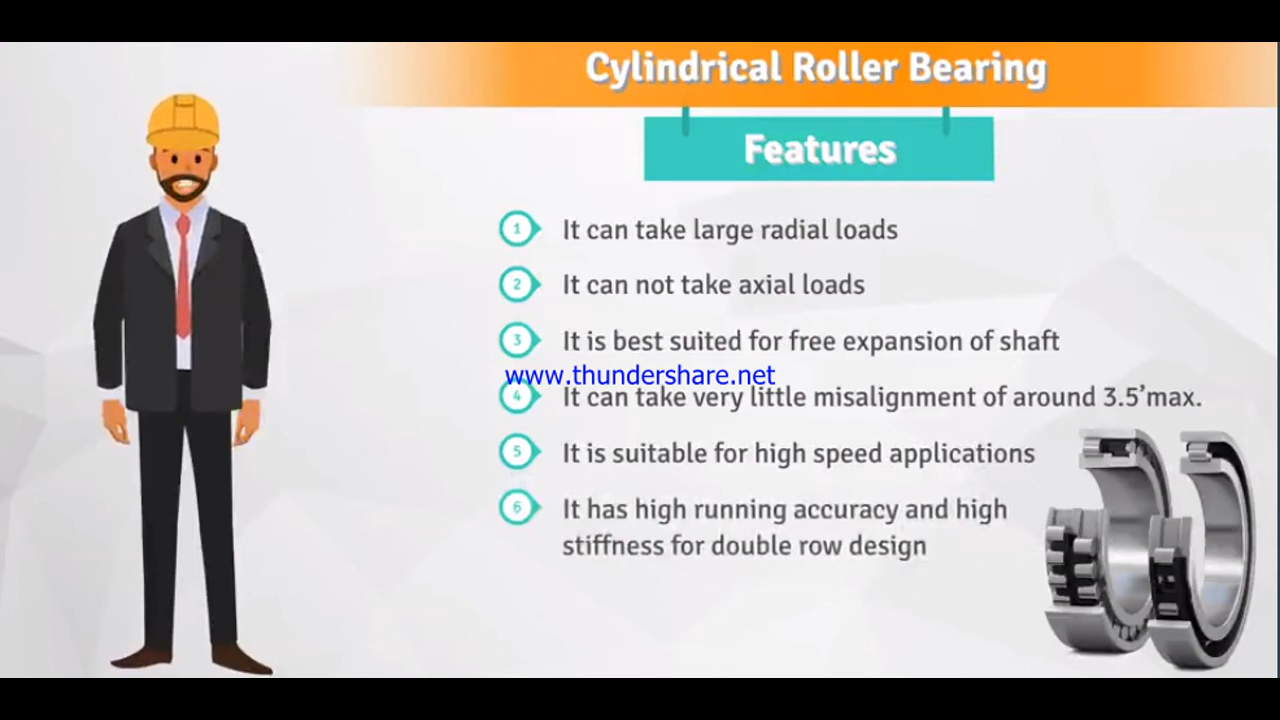 Cylindrical Roller Bearing
Features
1 It can take large radial loads
2 It can not take axial loads
3 It is best suited for free expansion of shaft
www.thundershare.net
4 It can take very little misalignment of around 3.5’max.
5 It is suitable for high speed applications
6 It has high running accuracy and high
stiffness for double row design